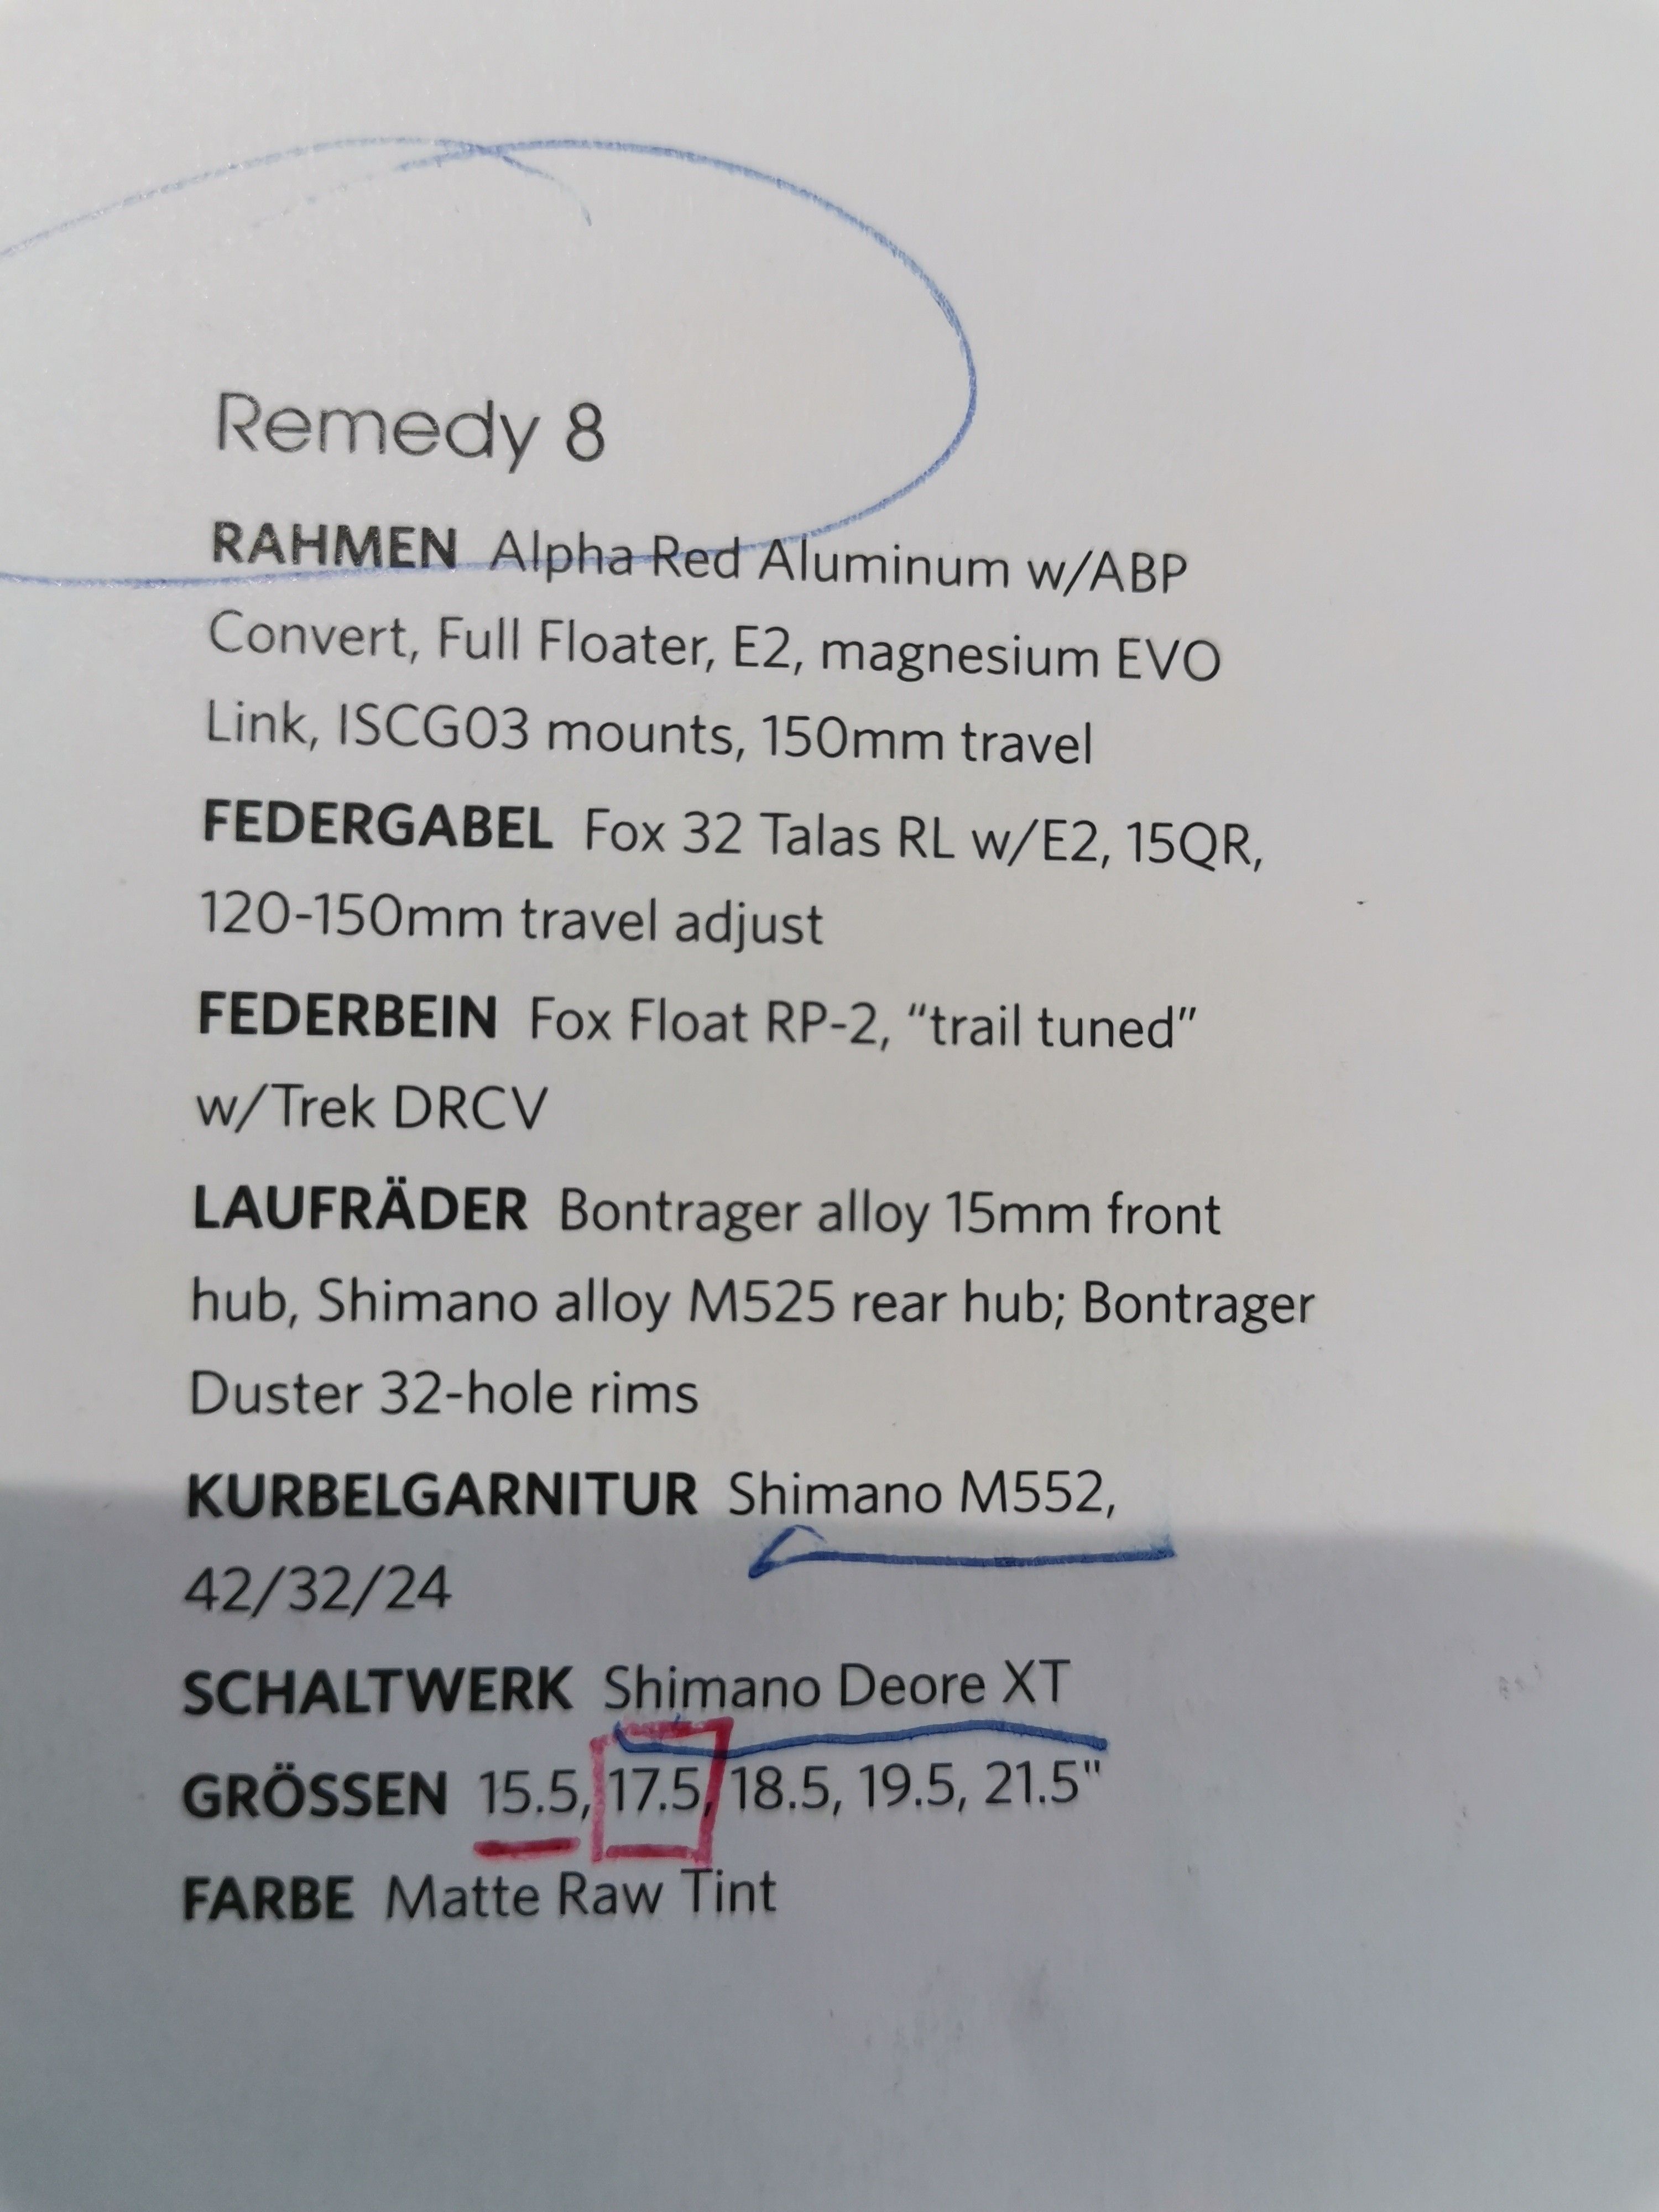 Remedy 8
RAHMEN Alpha Red Aluminum w/ABP
Convert, Full Floater, E2, magnesium EVO
Link, ISCG03 mounts, 150mm travel
FEDERGABEL Fox 32 Talas RL w/E2, 15QR,
120-150mm travel adjust
FEDERBEIN Fox Float RP-2, “trail tuned”
w/Trek DRCV
LAUFRÄDER Bontrager alloy 15mm front
hub, Shimano alloy M525 rear hub; Bontrager
Duster 32-hole rims
KURBELGARNITUR Shimano M552,
42/32/24
SCHALTWERK Shimano Deore XT
GRÖSSEN 15.5, 17.5, 18.5, 19.5, 21.5"
FARBE Matte Raw Tint